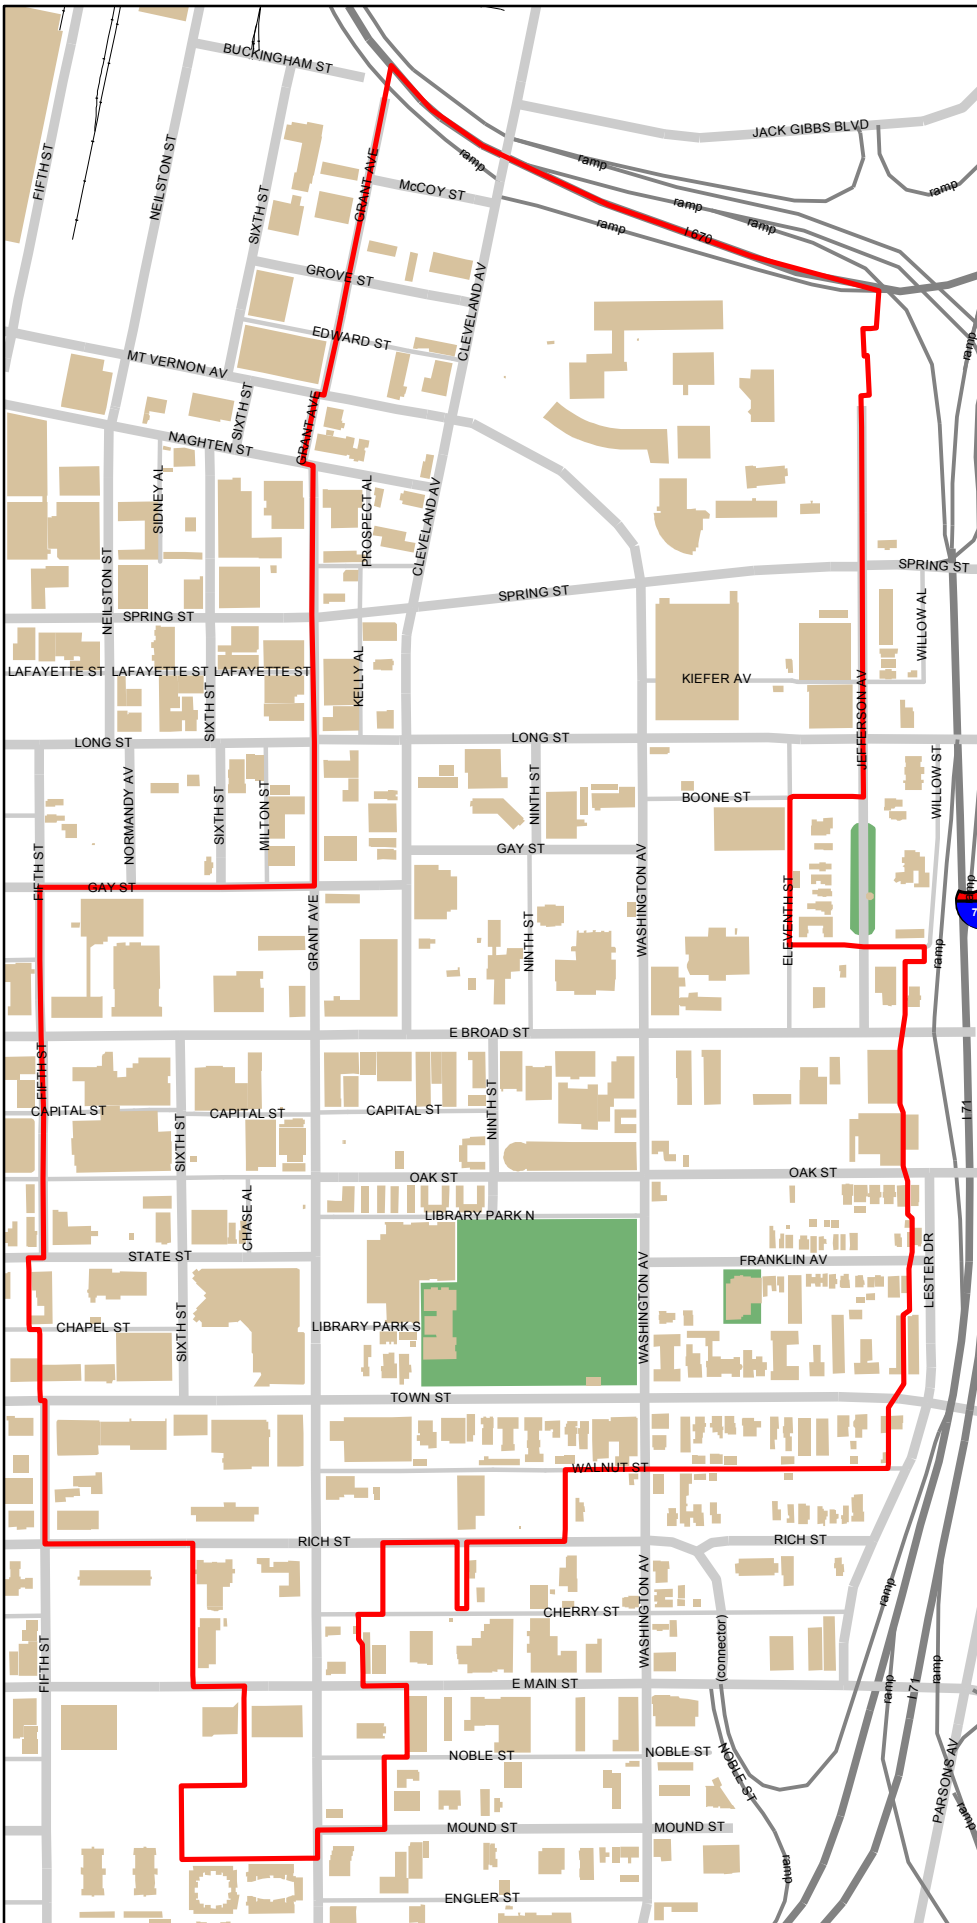 BUCKINGHAM ST
JACK GIBBS BLVD
FIFTH ST
NEILSTON ST
SIXTH ST
GRANT AVE
ramp
ramp
ramp
McCOY ST
ramp
ramp
ramp
I 670
GROVE ST
EDWARD ST
CLEVELAND AV
ramp
MT VERNON AV
SIXTH ST
GRANT AVE
NAGHTEN ST
SIDNEY AL
PROSPECT AL
CLEVELAND AV
NEILSTON ST
SPRING ST
SPRING ST
SPRING ST
WILLOW AL
LAFAYETTE ST
LAFAYETTE ST
LAFAYETTE ST
KELLY AL
KIEFER AV
SIXTH ST
JEFFERSON AV
LONG ST
LONG ST
NORMANDY AV
SIXTH ST
MILTON ST
NINTH ST
BOONE ST
WILLOW ST
FIFTH ST
GAY ST
GAY ST
WASHINGTON AV
ELEVENTH ST
ramp
7
GRANT AVE
NINTH ST
ramp
E BROAD ST
FIFTH ST
CAPITAL ST
CAPITAL ST
CAPITAL ST
SIXTH ST
NINTH ST
I 71
OAK ST
OAK ST
CHASE AL
LIBRARY PARK N
STATE ST
FRANKLIN AV
LESTER DR
CHAPEL ST
SIXTH ST
LIBRARY PARK S
WASHINGTON AV
TOWN ST
WALNUT ST
RICH ST
RICH ST
ramp
CHERRY ST
WASHINGTON AV
(connector)
FIFTH ST
E MAIN ST
ramp
I 71
ramp
NOBLE ST
NOBLE ST
NOBLE ST
PARSONS AV
ramp
MOUND ST
MOUND ST
ramp
ENGLER ST